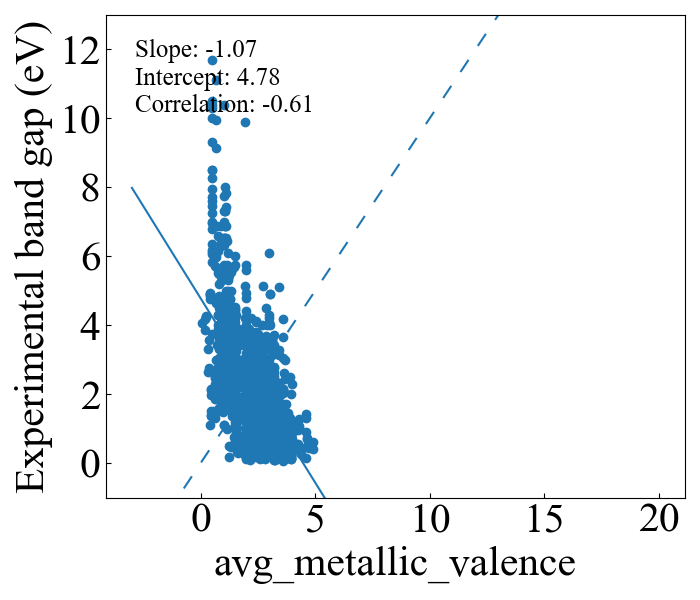 Slope: -1.07
Intercept: 4.78
Correlation: -0.61
Experimental band gap (eV)
12
10
8
6
4
2
0
0 5 10 15 20
avg_metallic_valence